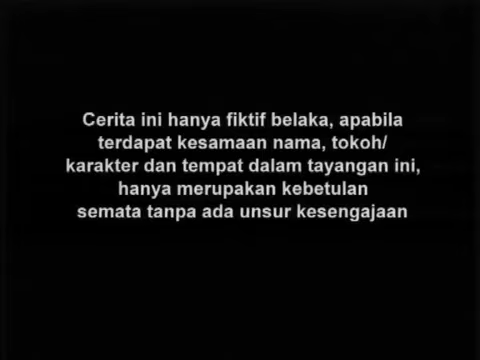 Cerita ini hanya fiktif belaka, apabila
terdapat kesamaan nama, tokoh/
karakter dan tempat dalam tayangan ini,
hanya merupakan kebetulan
semata tanpa ada unsur kesengajaan